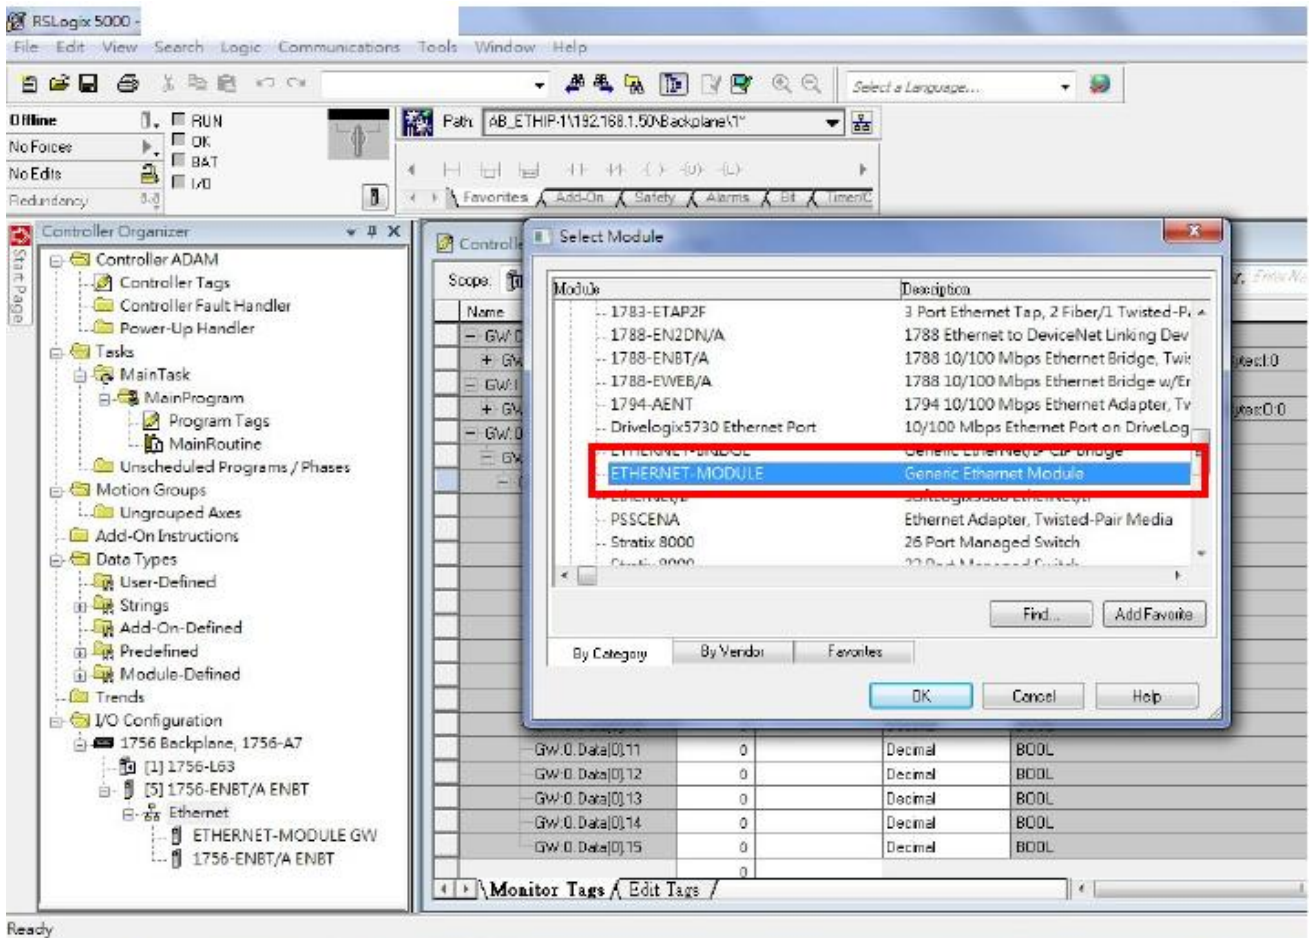 RSLogix 5000 -
File Edit View Search Logic Communications Tools Window Help
Select a Language...
Offline
RUN
No Forces
OK
BAT
No Edits
I/O
Redundancy
Path: AB_ETHIP-1\192.168.1.50\Backplane\1*
Favorites Add-On Safety Alarms Bit Timer/C
Start Page
Controller Organizer
Controller ADAM
Controller Tags
Controller Fault Handler
Power-Up Handler
Tasks
MainTask
MainProgram
Program Tags
MainRoutine
Unscheduled Programs / Phases
Motion Groups
Ungrouped Axes
Add-On Instructions
Data Types
User-Defined
Strings
Add-On-Defined
Predefined
Module-Defined
Trends
I/O Configuration
1756 Backplane, 1756-A7
[1] 1756-L63
[5] 1756-ENBT/A ENBT
Ethernet
ETHERNET-MODULE GW
1756-ENBT/A ENBT
Scope:
Name
Select Module
Module Description
1783-ETAP2F 3 Port Ethernet Tap, 2 Fiber/1 Twisted-P
1788-EN2DN/A 1788 Ethernet to DeviceNet Linking Dev
1788-ENBT/A 1788 10/100 Mbps Ethernet Bridge, Twis
1788-EWEB/A 1788 10/100 Mbps Ethernet Bridge w/Er
1794-AENT 1794 10/100 Mbps Ethernet Adapter, Tv
Drivelogix5730 Ethernet Port 10/100 Mbps Ethernet Port on DriveLog
ETHERNET-BRIDGE Generic EtherNet/IP CIP Bridge
ETHERNET-MODULE Generic Ethernet Module
PSSCENA Ethernet Adapter, Twisted-Pair Media
Stratix 8000 26 Port Managed Switch
Find... Add Favorite
By Category By Vendor Favorites
OK Cancel Help
GW:O.Data[0].11 0 Decimal BOOL
GW:O.Data[0].12 0 Decimal BOOL
GW:O.Data[0].13 0 Decimal BOOL
GW:O.Data[0].14 0 Decimal BOOL
GW:O.Data[0].15 0 Decimal BOOL
0
Monitor Tags Edit Tags
Ready